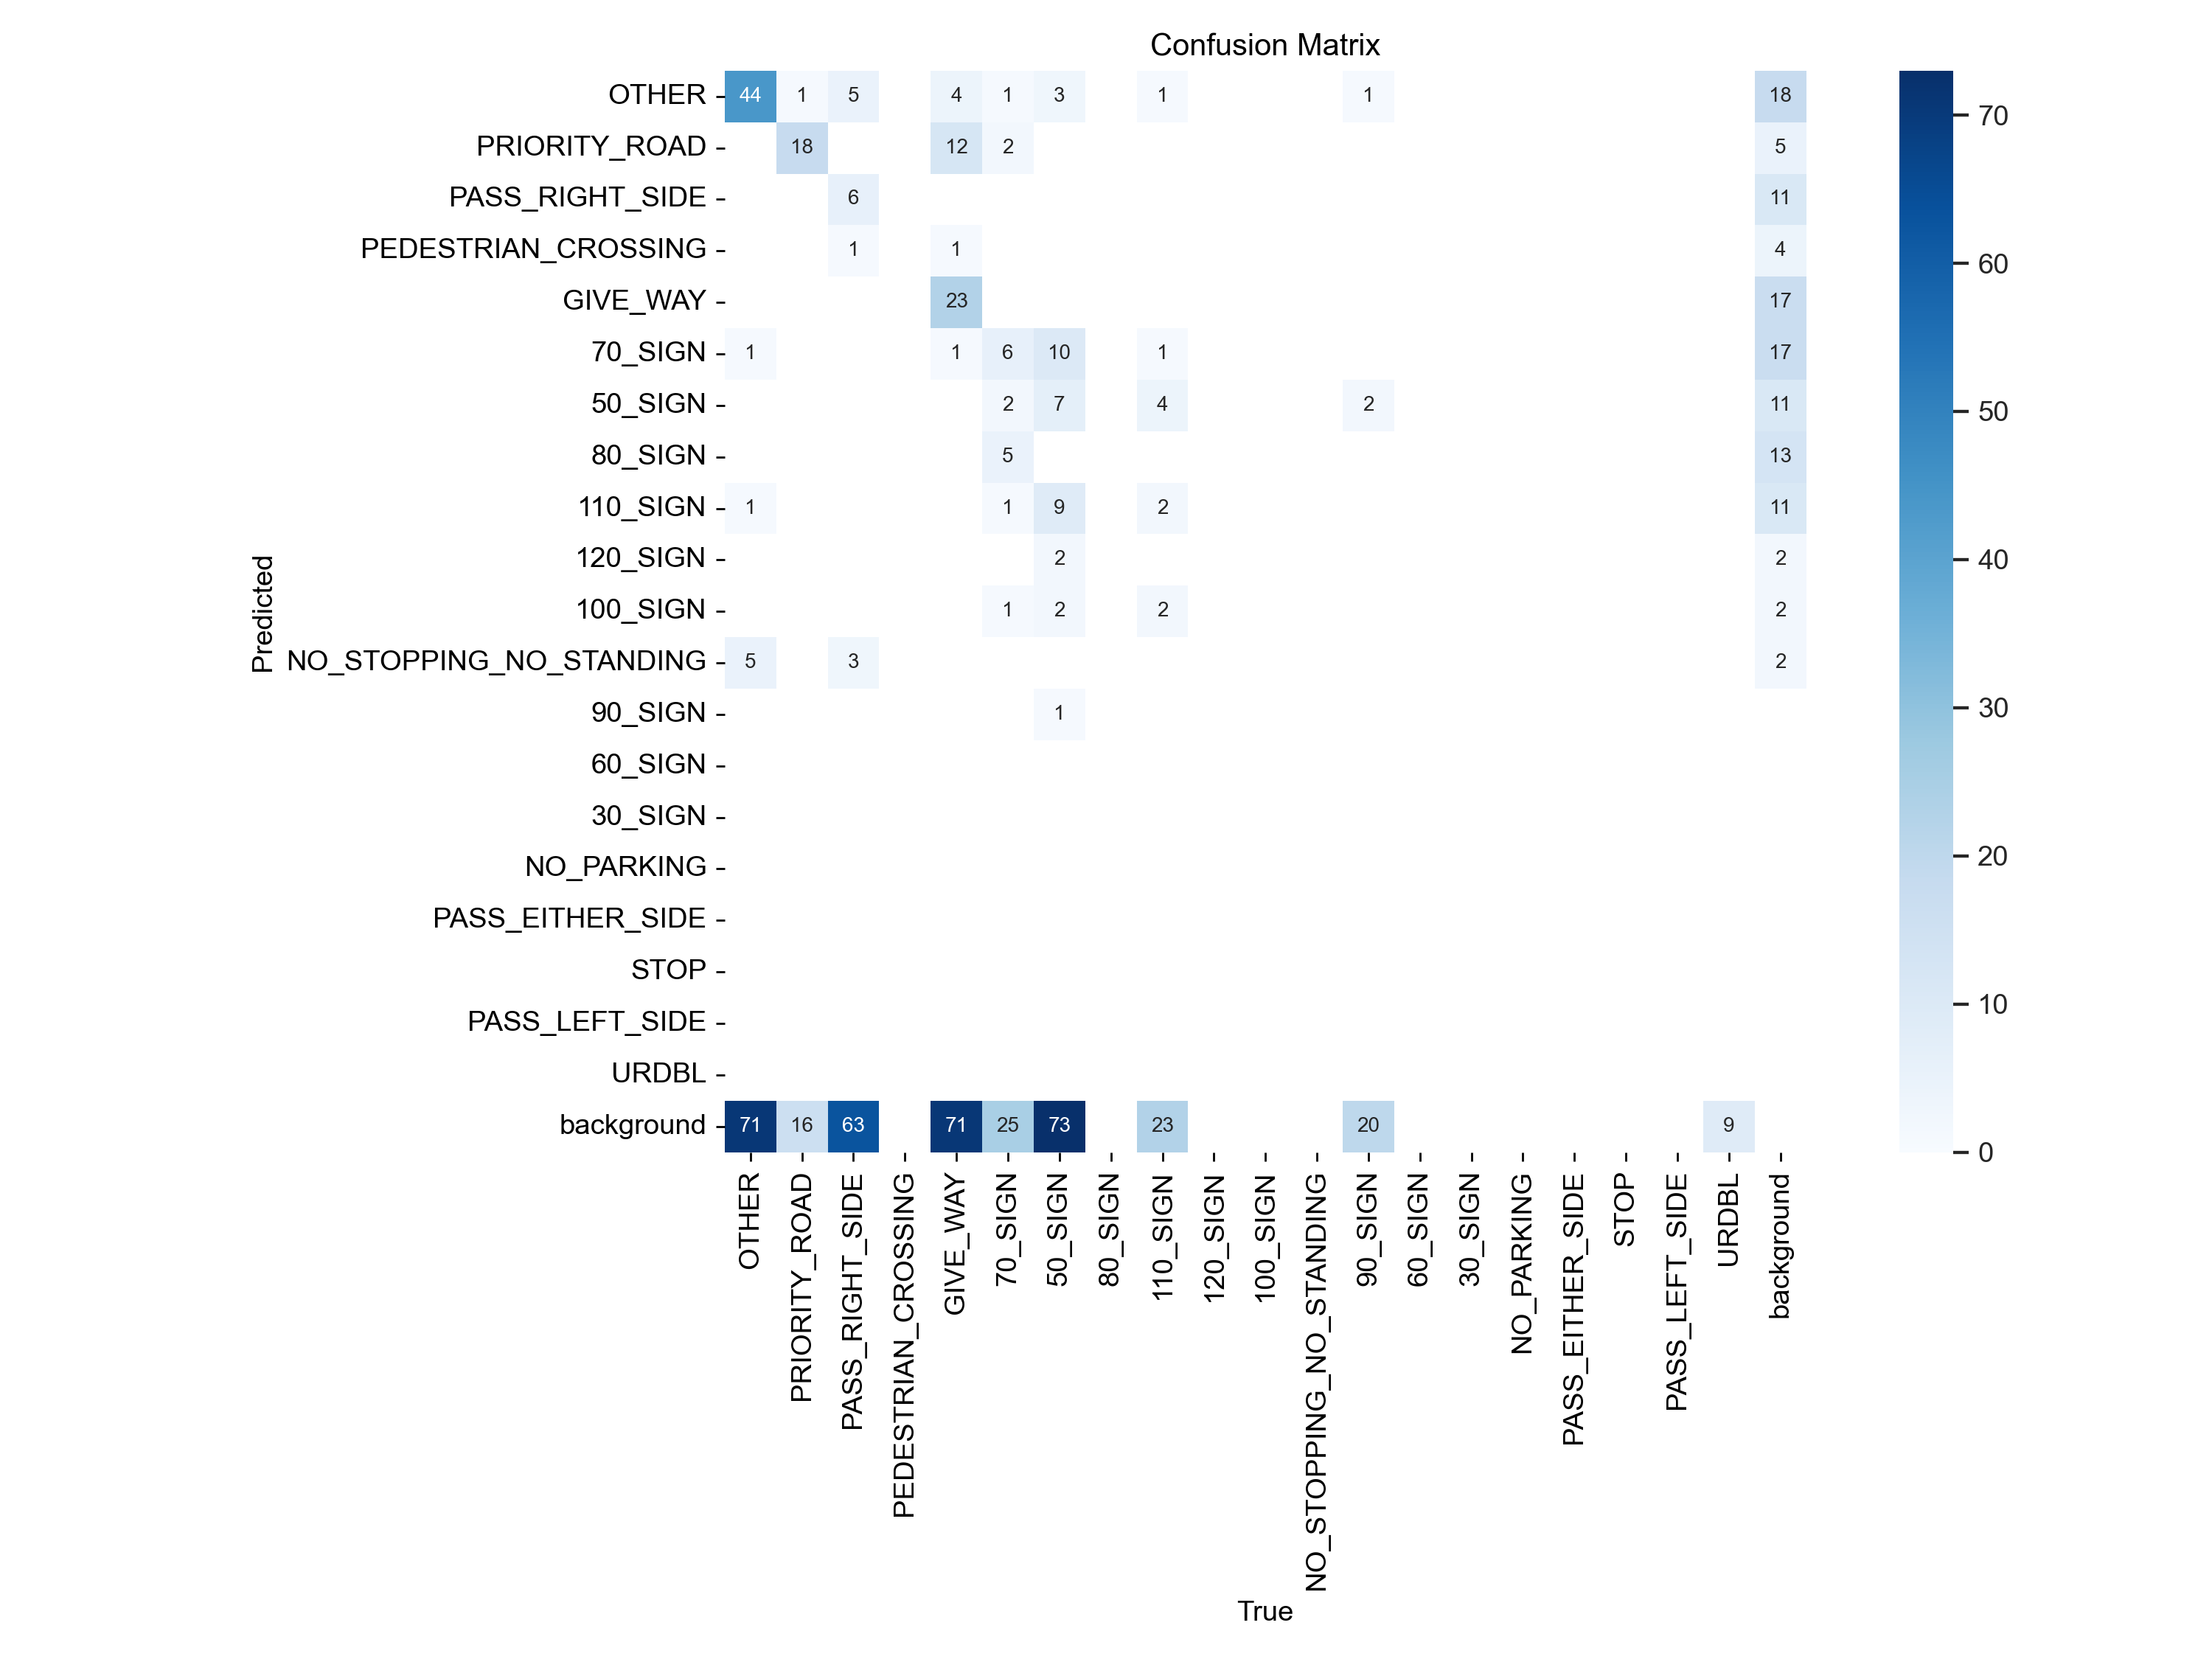 Confusion Matrix
OTHER 44 1 5 4 1 3 1 1 18
PRIORITY_ROAD 18 12 2 5
PASS_RIGHT_SIDE 6 11
PEDESTRIAN_CROSSING 1 1 4
GIVE_WAY 23 17
70_SIGN 1 1 6 10 1 17
50_SIGN 2 7 4 2 11
80_SIGN 5 13
110_SIGN 1 1 9 2 11
120_SIGN 2 2
100_SIGN 1 2 2 2
NO_STOPPING_NO_STANDING 5 3 2
90_SIGN 1
60_SIGN
30_SIGN
NO_PARKING
PASS_EITHER_SIDE
STOP
PASS_LEFT_SIDE
URDBL
background 71 16 63 71 25 73 23 20 9
Predicted
OTHER
PRIORITY_ROAD
PASS_RIGHT_SIDE
PEDESTRIAN_CROSSING
GIVE_WAY
70_SIGN
50_SIGN
80_SIGN
110_SIGN
120_SIGN
100_SIGN
NO_STOPPING_NO_STANDING
90_SIGN
60_SIGN
30_SIGN
NO_PARKING
PASS_EITHER_SIDE
STOP
PASS_LEFT_SIDE
URDBL
background
True
70
60
50
40
30
20
10
0